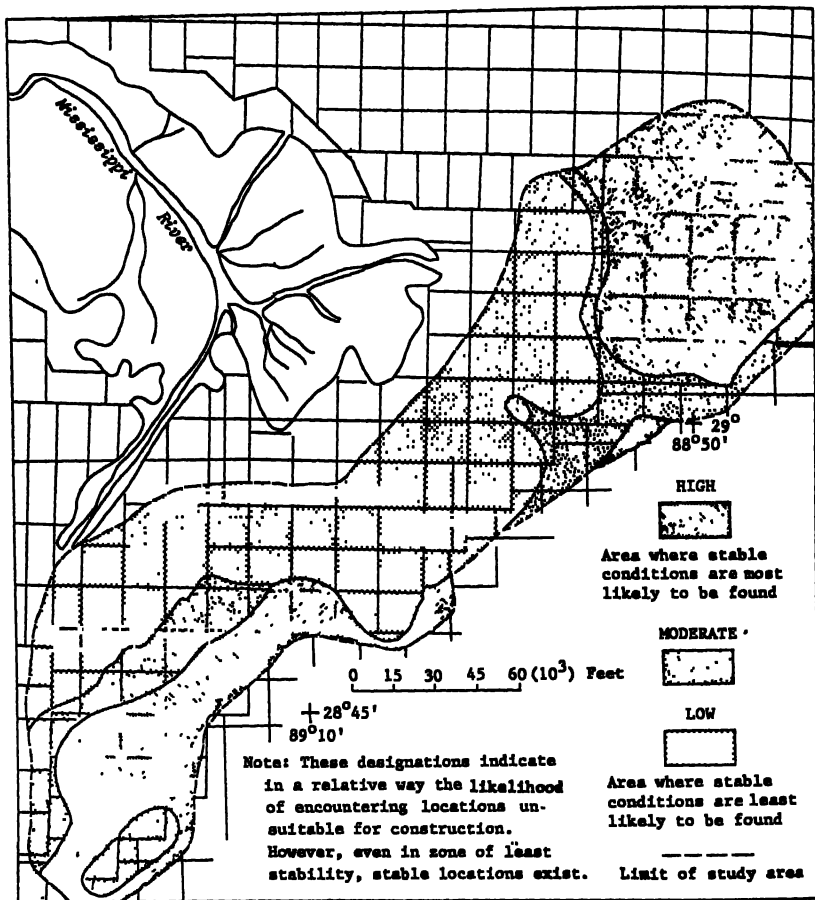 Mississippi
River
29°
88°50'
HIGH
Area where stable
conditions are most
likely to be found
MODERATE
LOW
Area where stable
conditions are least
likely to be found
Limit of study area
0 15 30 45 60 (10³) Feet
28°45'
89°10'
Note: These designations indicate
in a relative way the likelihood
of encountering locations un-
suitable for construction.
However, even in zone of least
stability, stable locations exist.